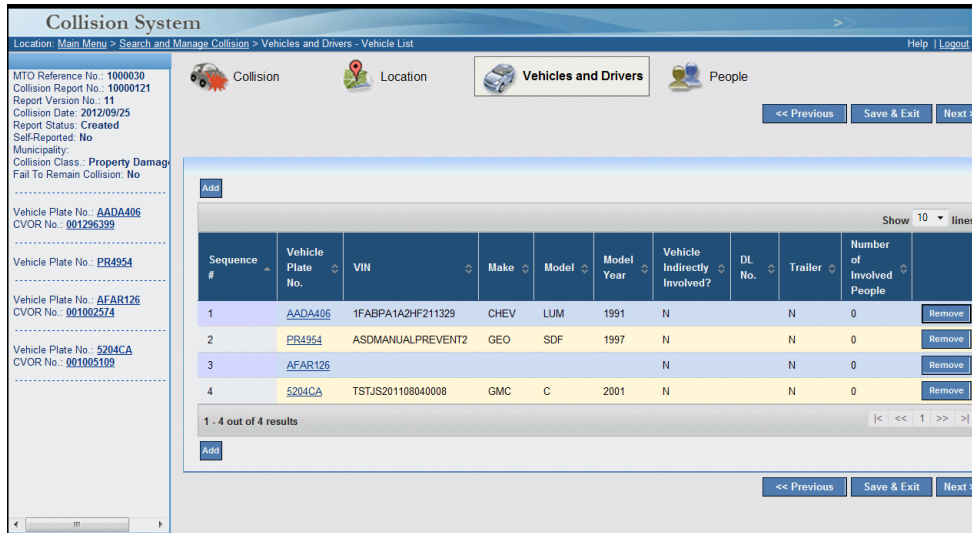 Collision System
Location: Main Menu > Search and Manage Collision > Vehicles and Drivers - Vehicle List
Help | Logout
MTO Reference No.: 1000030
Collision Report No.: 10000121
Report Version No.: 11
Collision Date: 2012/09/25
Report Status: Created
Self-Reported: No
Municipality:
Collision Class.: Property Damag
Fail To Remain Collision: No
Vehicle Plate No.: AADA406
CVOR No.: 001296399
Vehicle Plate No.: PR4954
Vehicle Plate No.: AFAR126
CVOR No.: 001002574
Vehicle Plate No.: 5204CA
CVOR No.: 001005109
Collision Location Vehicles and Drivers People
<< Previous Save & Exit Next >
Add
Show 10 lines
Sequence # Vehicle Plate No. VIN Make Model Model Year Vehicle Indirectly Involved? DL No. Trailer Number of Involved People
1 AADA406 1FABPA1A2HF211329 CHEV LUM 1991 N N 0 Remove
2 PR4954 ASDMANUALPREVENT2 GEO SDF 1997 N N 0 Remove
3 AFAR126 N N 0 Remove
4 5204CA TSTJS201108040008 GMC C 2001 N N 0 Remove
1 - 4 out of 4 results
|< << 1 >> >|
Add
<< Previous Save & Exit Next >